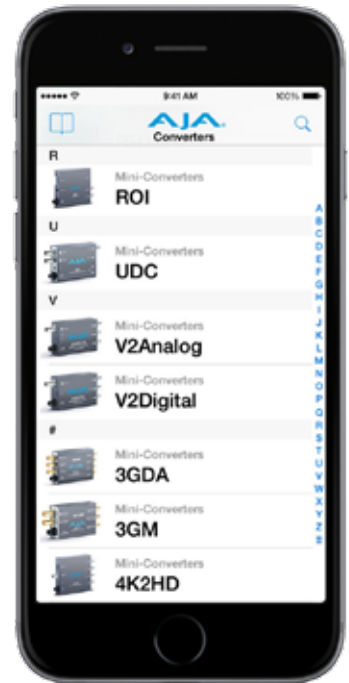 9:41 AM
100%
AJA
Converters
R
Mini-Converters
ROI
U
Mini-Converters
UDC
V
Mini-Converters
V2Analog
Mini-Converters
V2Digital
#
Mini-Converters
3GDA
Mini-Converters
3GM
Mini-Converters
4K2HD
A
B
C
D
E
F
G
H
I
J
K
L
M
N
O
P
Q
R
S
T
U
V
W
X
Y
Z
#